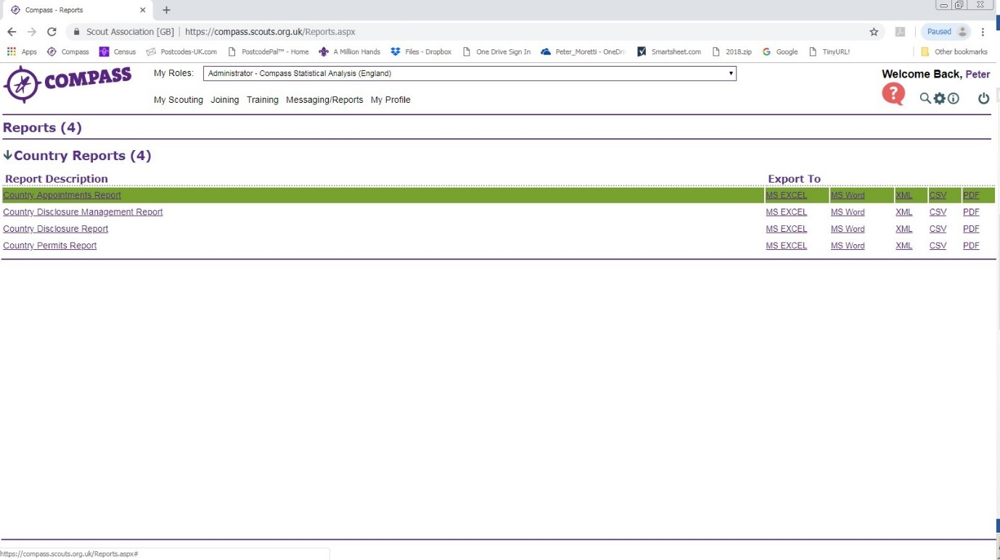 Compass - Reports
Scout Association [GB] | https://compass.scouts.org.uk/Reports.aspx Paused
Apps Compass Census Postcodes-UK.com PostcodePal™ - Home A Million Hands Files - Dropbox One Drive Sign In Peter_Moretti - OneDri Smartsheet.com 2018.zip Google TinyURL! Other bookmarks
COMPASS My Roles: Administrator - Compass Statistical Analysis (England) Welcome Back, Peter
My Scouting Joining Training Messaging/Reports My Profile ?
Reports (4)
Country Reports (4)
Report Description Export To
Country Appointments Report MS EXCEL MS Word XML CSV PDF
Country Disclosure Management Report MS EXCEL MS Word XML CSV PDF
Country Disclosure Report MS EXCEL MS Word XML CSV PDF
Country Permits Report MS EXCEL MS Word XML CSV PDF
https://compass.scouts.org.uk/Reports.aspx#